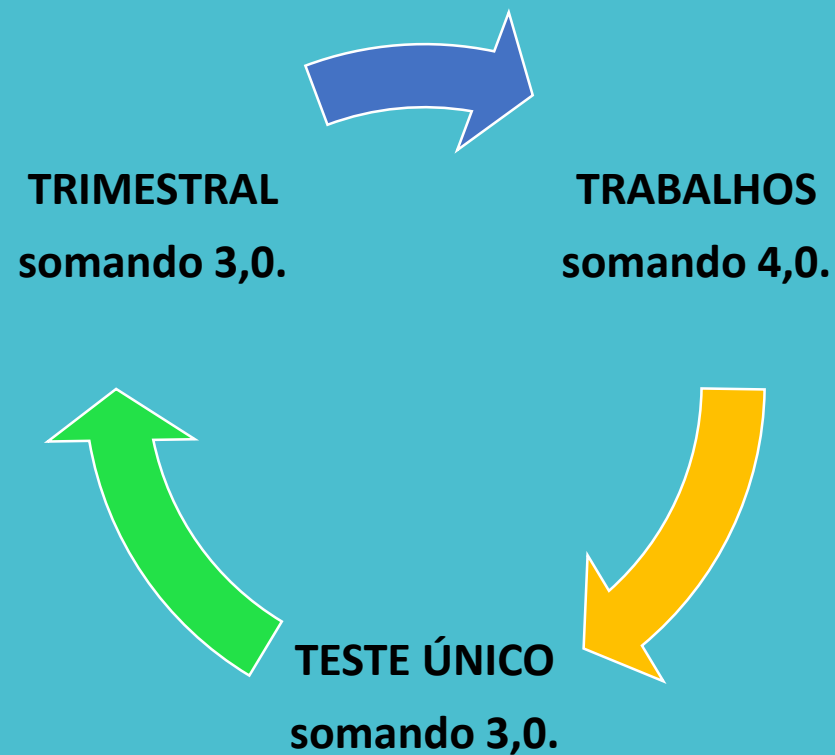 TRIMESTRAL
somando 3,0.
TRABALHOS
somando 4,0.
TESTE ÚNICO
somando 3,0.